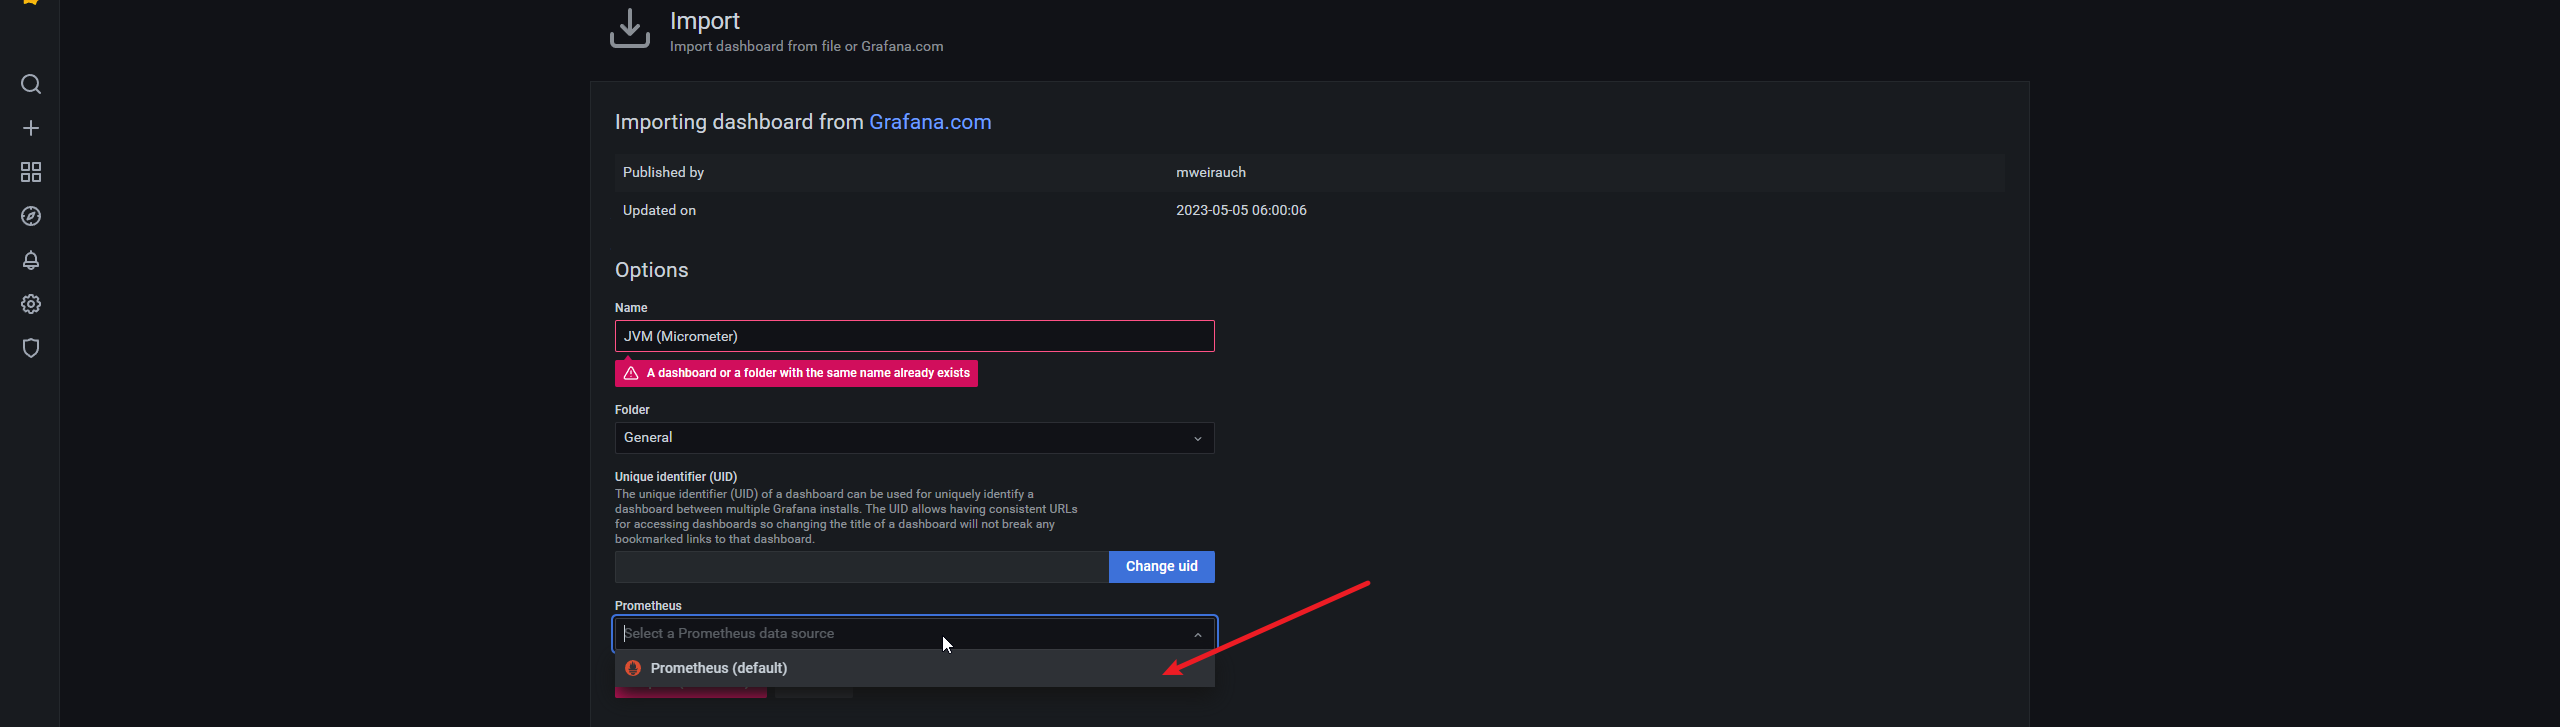 Import
Import dashboard from file or Grafana.com
Importing dashboard from Grafana.com
Published by mweirauch
Updated on 2023-05-05 06:00:06
Options
Name
JVM (Micrometer)
A dashboard or a folder with the same name already exists
Folder
General
Unique identifier (UID)
The unique identifier (UID) of a dashboard can be used for uniquely identify a
dashboard between multiple Grafana installs. The UID allows having consistent URLs
for accessing dashboards so changing the title of a dashboard will not break any
bookmarked links to that dashboard.
Change uid
Prometheus
Select a Prometheus data source
Prometheus (default)